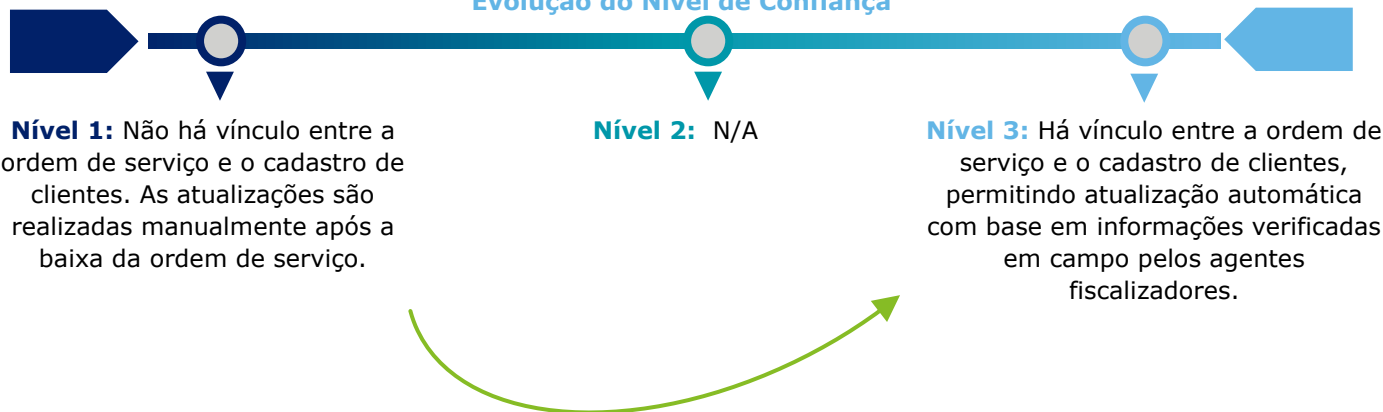 Evolução do Nível de Confiança
Nível 1: Não há vínculo entre a
ordem de serviço e o cadastro de
clientes. As atualizações são
realizadas manualmente após a
baixa da ordem de serviço.
Nível 2: N/A
Nível 3: Há vínculo entre a ordem de
serviço e o cadastro de clientes,
permitindo atualização automática
com base em informações verificadas
em campo pelos agentes
fiscalizadores.